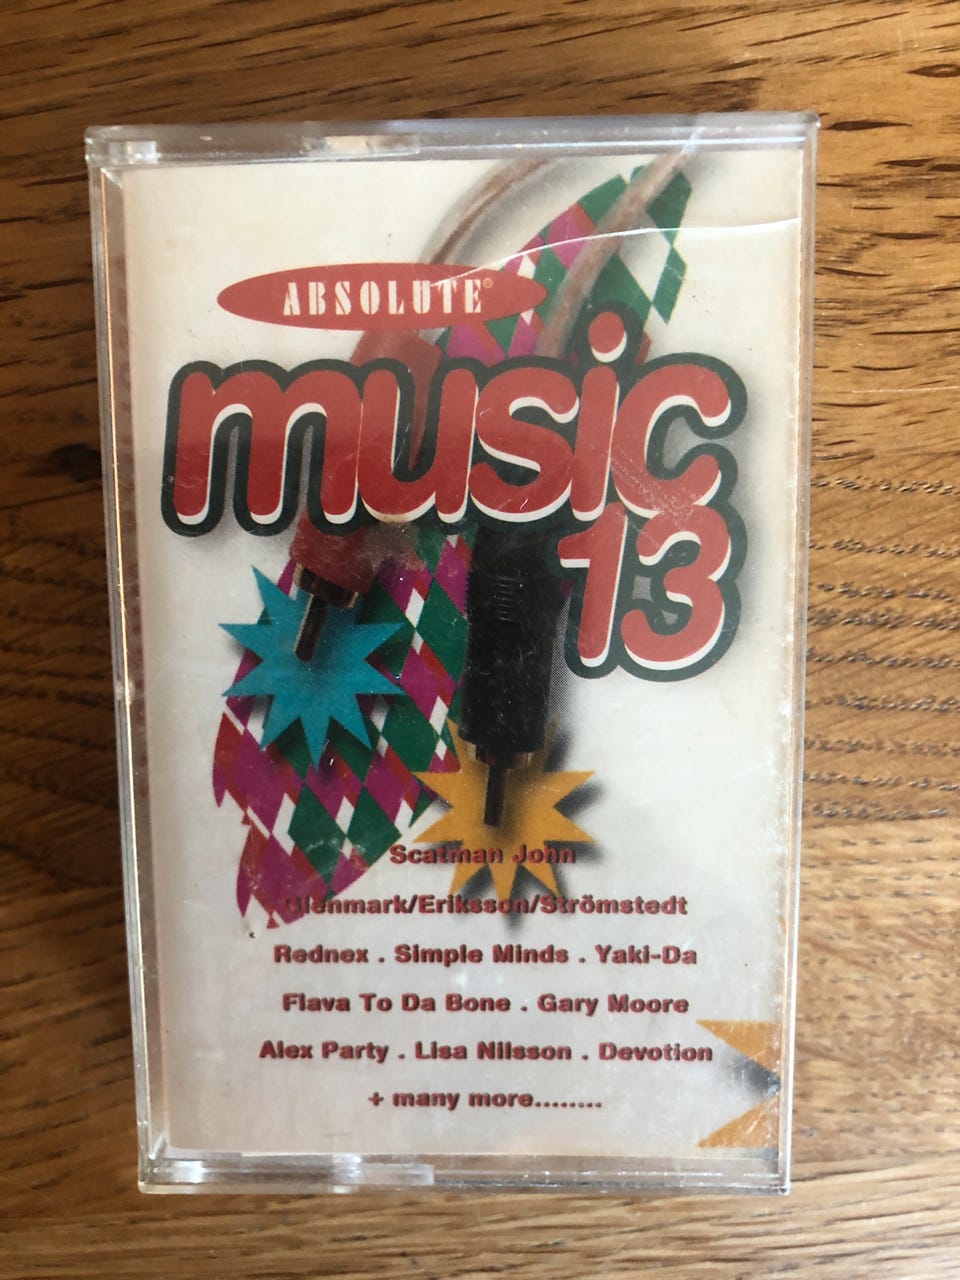 ABSOLUTE®
music
13
Scatman John
Glenmark/Eriksson/Strömstedt
Rednex . Simple Minds . Yaki-Da
Flava To Da Bone . Gary Moore
Alex Party . Lisa Nilsson . Devotion
+ many more........